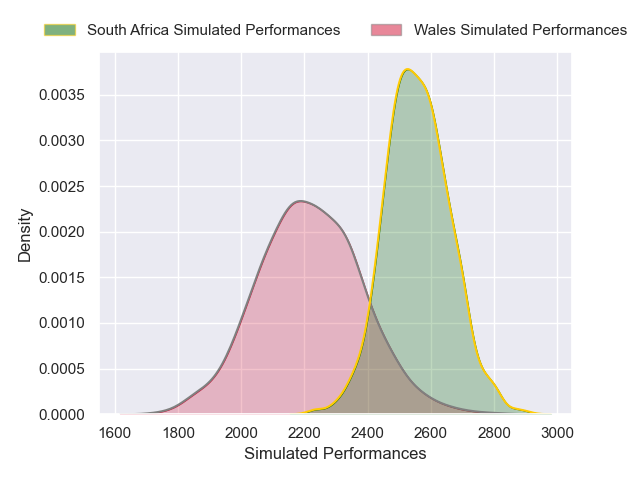 South Africa Simulated Performances
Wales Simulated Performances
0.0035
0.0030
0.0025
0.0020
0.0015
0.0010
0.0005
0.0000
Density
1600 1800 2000 2200 2400 2600 2800 3000
Simulated Performances